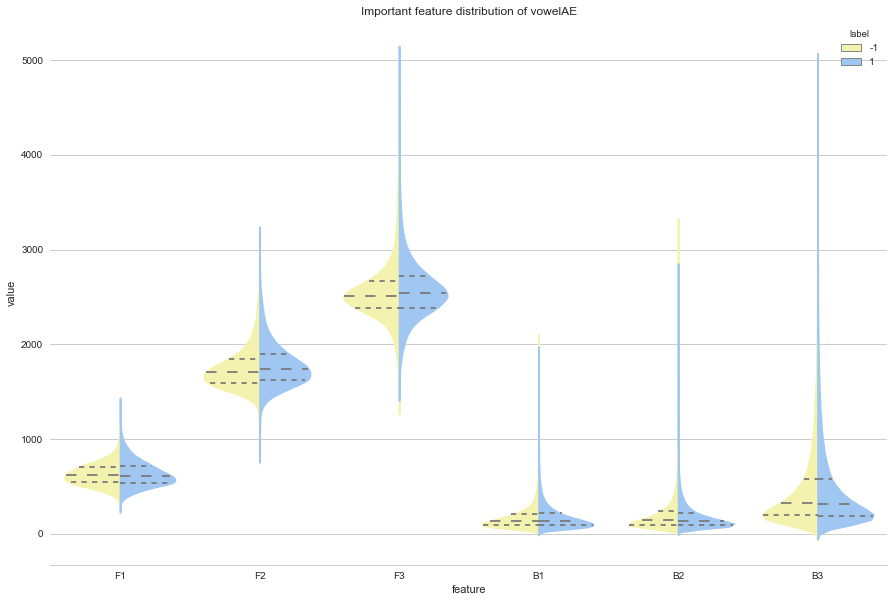 Important feature distribution of vowelAE
label
-1
1
5000
4000
3000
2000
1000
0
value
F1 F2 F3 B1 B2 B3
feature